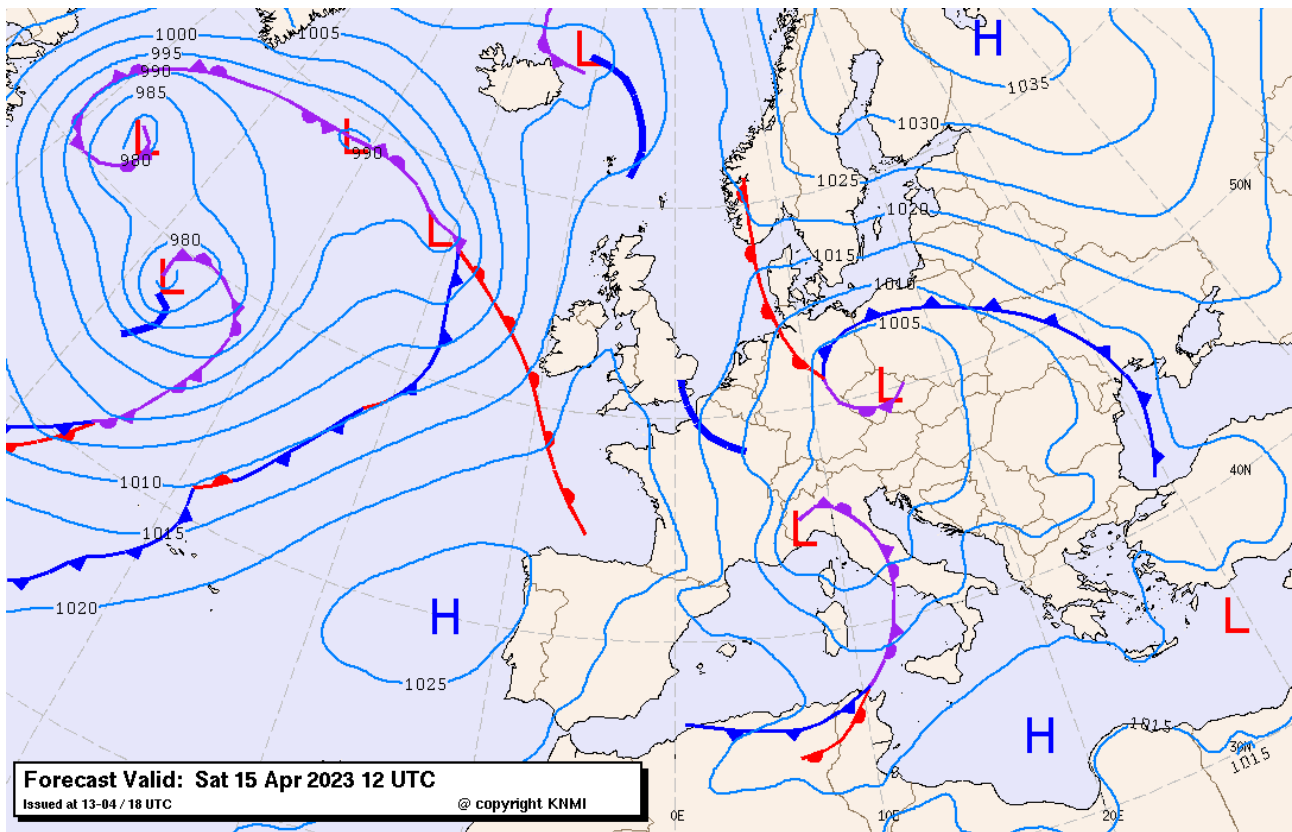 1000
1005
995
990
985
L
H
1035
L
L
990
980
1030
1025
50N
1020
L
980
L
1015
1010
1005
L
40N
1010
1015
L
1020
H
L
1025
H
1015
30N
1015
Forecast Valid: Sat 15 Apr 2023 12 UTC
Issued at 13-04 / 18 UTC
@ copyright KNMI
0E
10E
20E